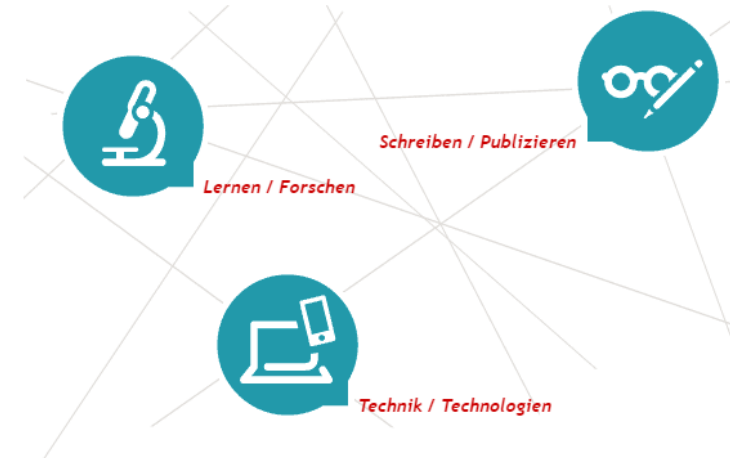 Schreiben / Publizieren
Lernen / Forschen
Technik / Technologien